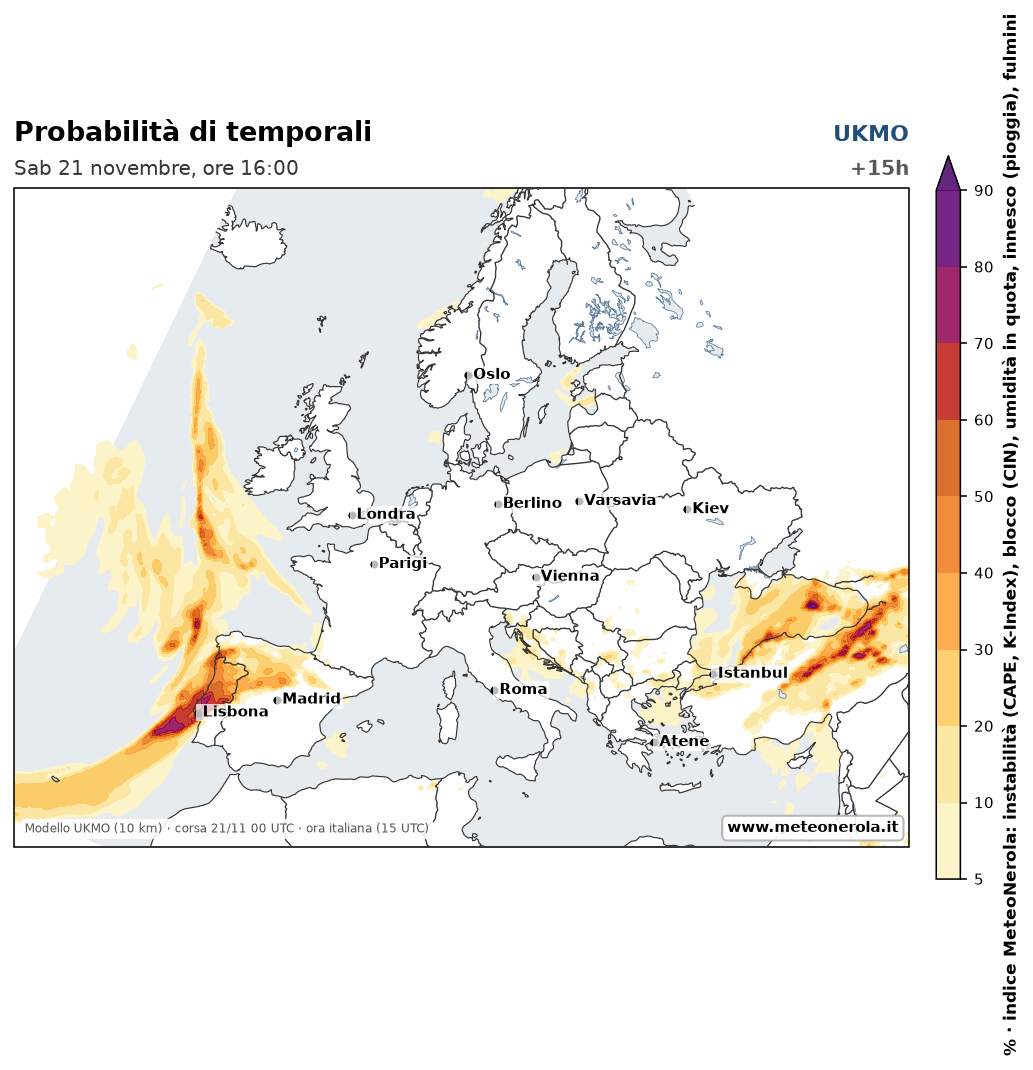 Probabilità di temporali
UKMO
Sab 21 novembre, ore 16:00
+15h
Oslo
Londra
Berlino
Varsavia
Kiev
Parigi
Vienna
Roma
Istanbul
Madrid
Lisbona
Atene
Modello UKMO (10 km) · corsa 21/11 00 UTC · ora italiana (15 UTC)
www.meteonerola.it
90
80
70
60
50
40
30
20
10
5
% · indice MeteoNerola: instabilità (CAPE, K-Index), blocco (CIN), umidità in quota, innesco (pioggia), fulmini